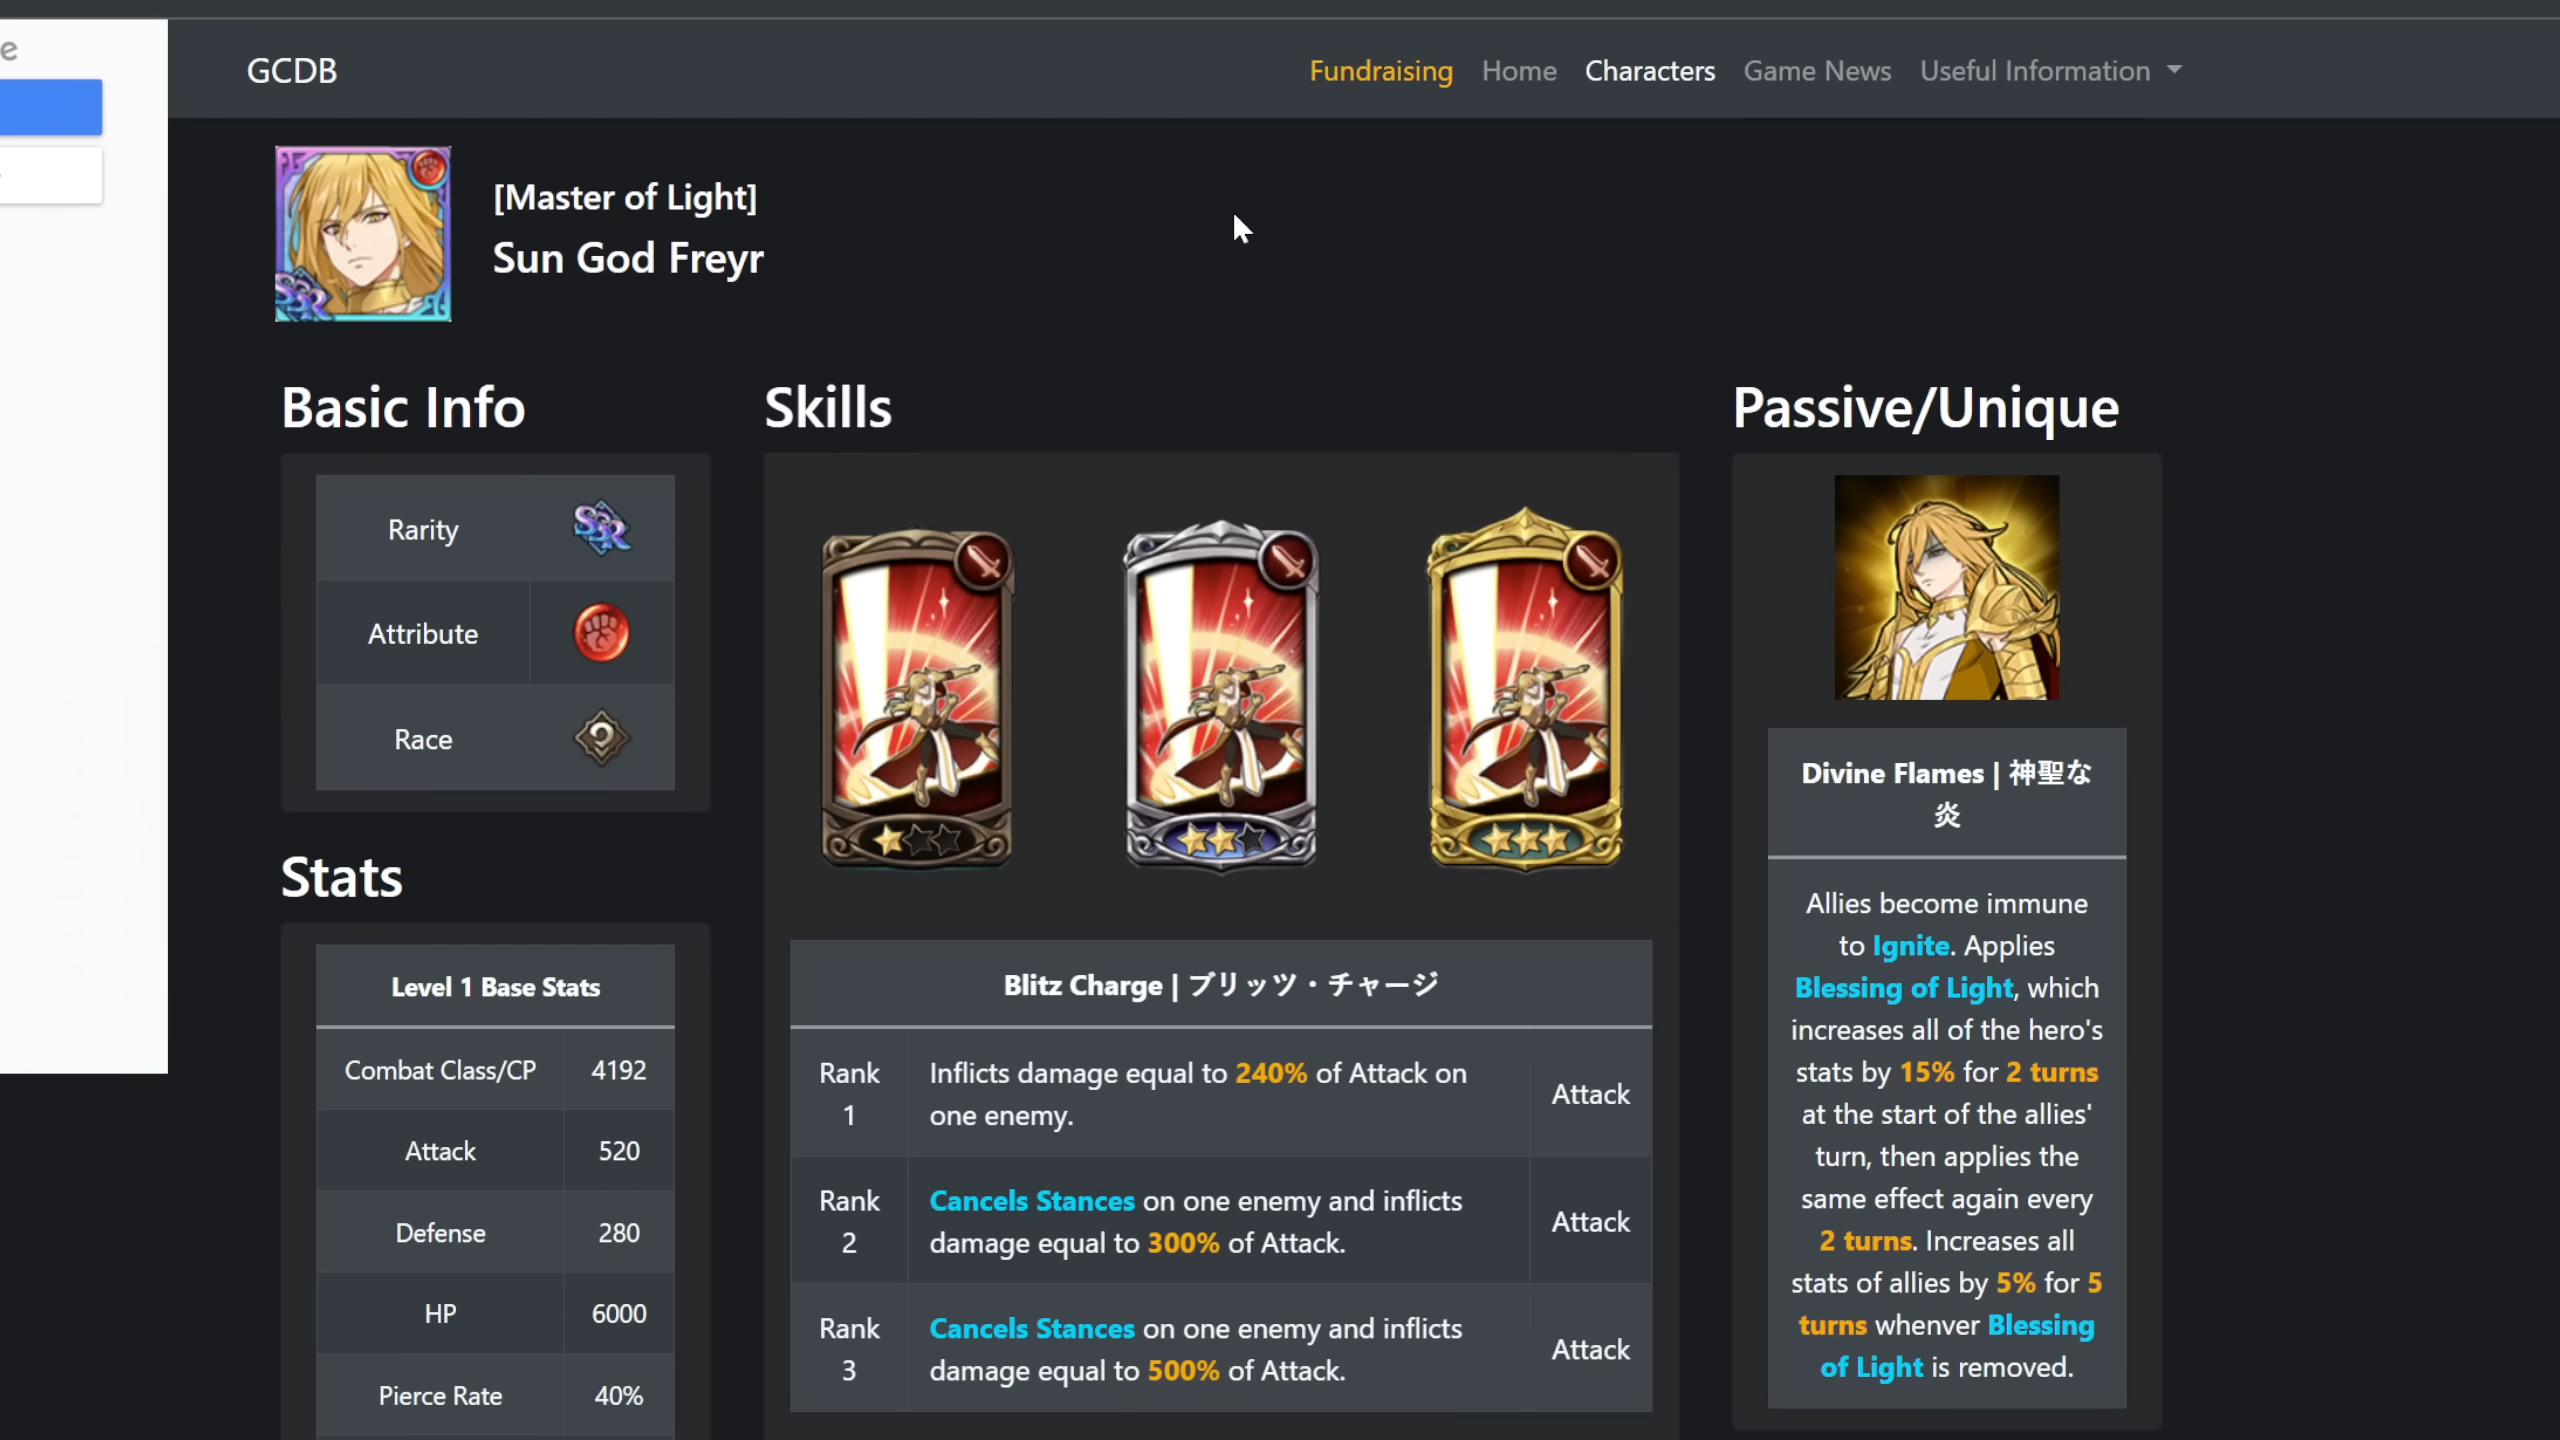 e
GCDB
Fundraising Home Characters Game News Useful Information
[Master of Light]
Sun God Freyr
Basic Info
Rarity SSR
Attribute
Race
Stats
Level 1 Base Stats
Combat Class/CP 4192
Attack 520
Defense 280
HP 6000
Pierce Rate 40%
Skills
Blitz Charge | ブリッツ・チャージ
Rank
1
Inflicts damage equal to 240% of Attack on
one enemy.
Attack
Rank
2
Cancels Stances on one enemy and inflicts
damage equal to 300% of Attack.
Attack
Rank
3
Cancels Stances on one enemy and inflicts
damage equal to 500% of Attack.
Attack
Passive/Unique
Divine Flames | 神聖な
炎
Allies become immune
to Ignite. Applies
Blessing of Light, which
increases all of the hero's
stats by 15% for 2 turns
at the start of the allies'
turn, then applies the
same effect again every
2 turns. Increases all
stats of allies by 5% for 5
turns whenver Blessing
of Light is removed.